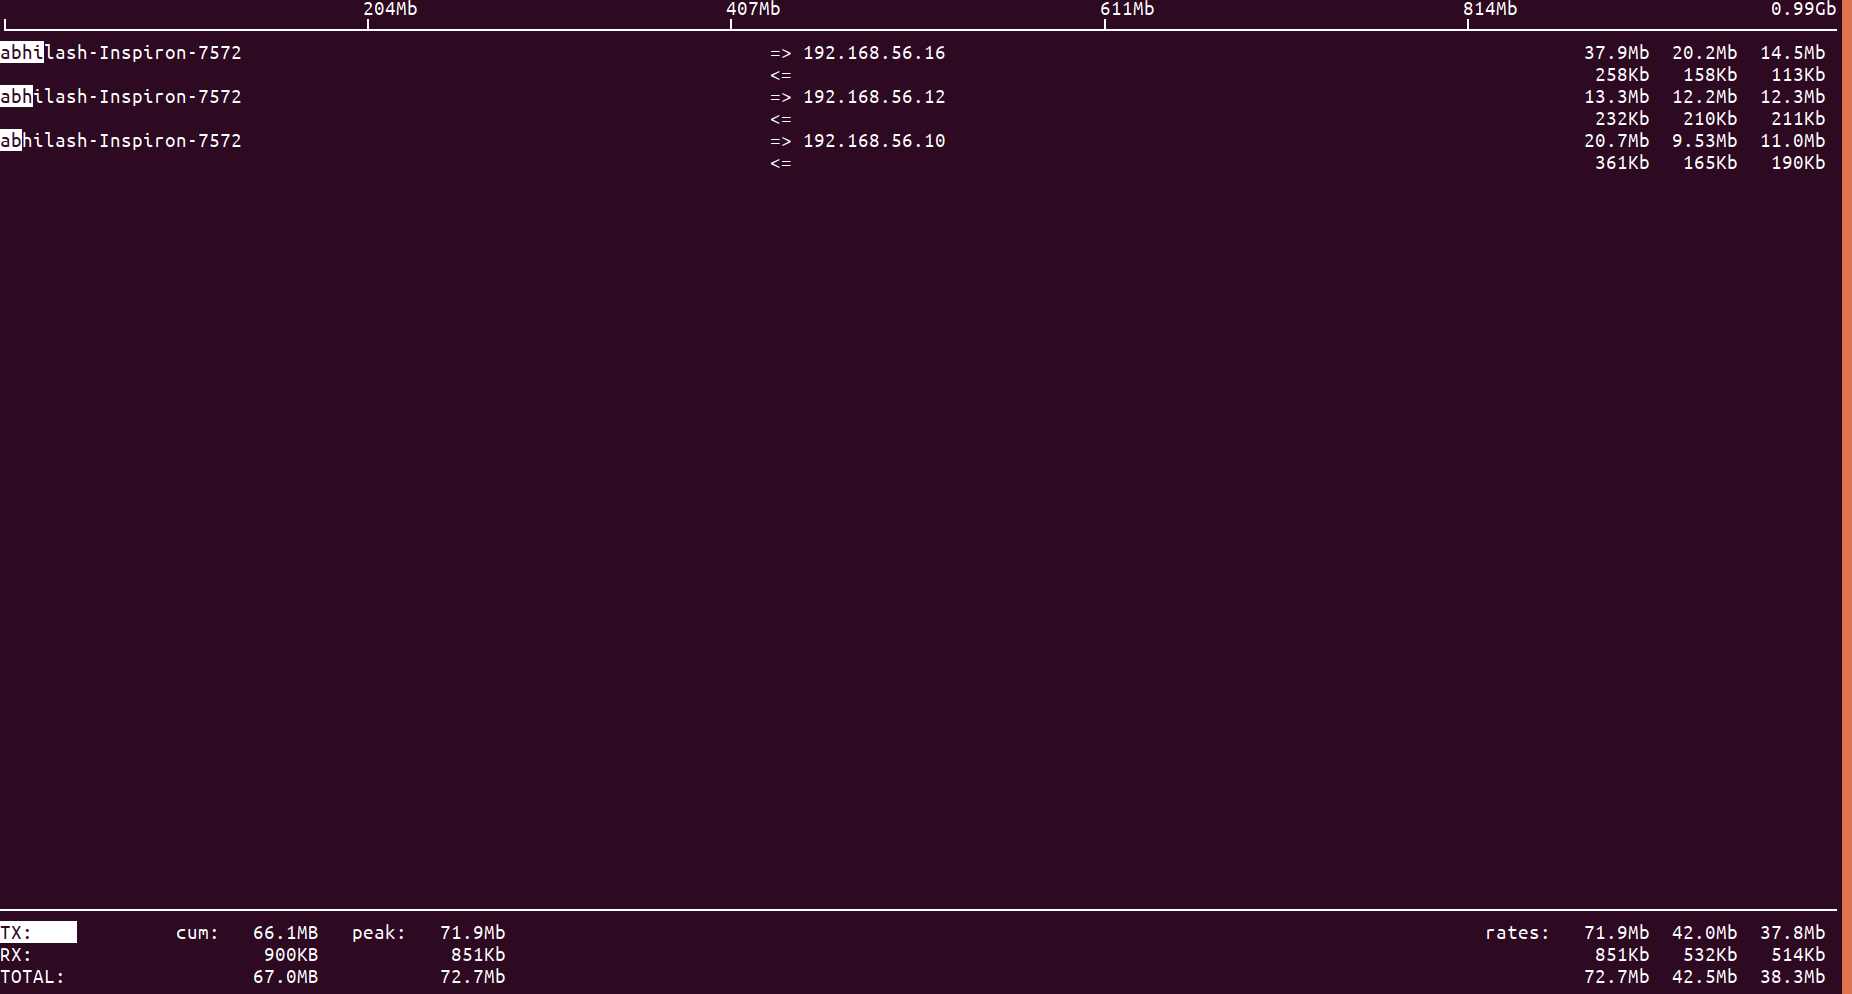 204Mb 407Mb 611Mb 814Mb 0.99Gb
abhilash-Inspiron-7572 => 192.168.56.16 37.9Mb 20.2Mb 14.5Mb
<= 258Kb 158Kb 113Kb
abhilash-Inspiron-7572 => 192.168.56.12 13.3Mb 12.2Mb 12.3Mb
<= 232Kb 210Kb 211Kb
abhilash-Inspiron-7572 => 192.168.56.10 20.7Mb 9.53Mb 11.0Mb
<= 361Kb 165Kb 190Kb
TX: cum: 66.1MB peak: 71.9Mb rates: 71.9Mb 42.0Mb 37.8Mb
RX: 900KB 851Kb 851Kb 532Kb 514Kb
TOTAL: 67.0MB 72.7Mb 72.7Mb 42.5Mb 38.3Mb